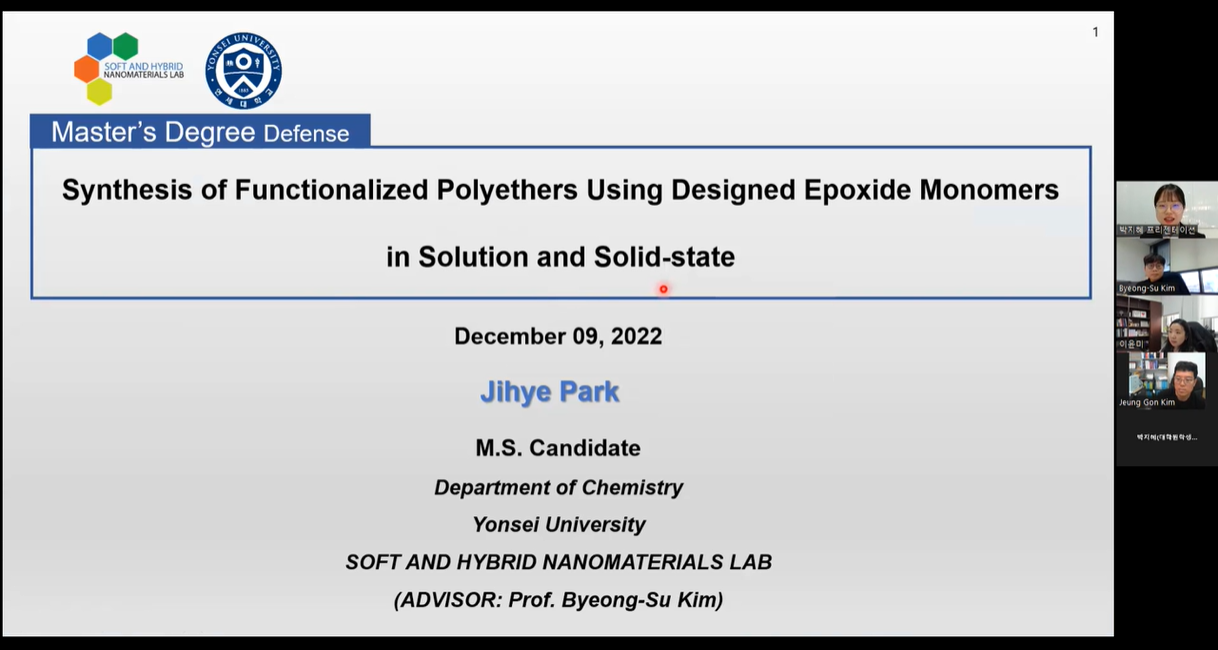 1
SOFT AND HYBRID
NANOMATERIALS LAB
YONSEI UNIVERSITY
연세대학교
Master's Degree Defense
Synthesis of Functionalized Polyethers Using Designed Epoxide Monomers
in Solution and Solid-state
December 09, 2022
Jihye Park
M.S. Candidate
Department of Chemistry
Yonsei University
SOFT AND HYBRID NANOMATERIALS LAB
(ADVISOR: Prof. Byeong-Su Kim)
박지혜 프리젠테이션
Byeong-Su Kim
이윤미
Jeung Gon Kim
박지혜(대학원학생...